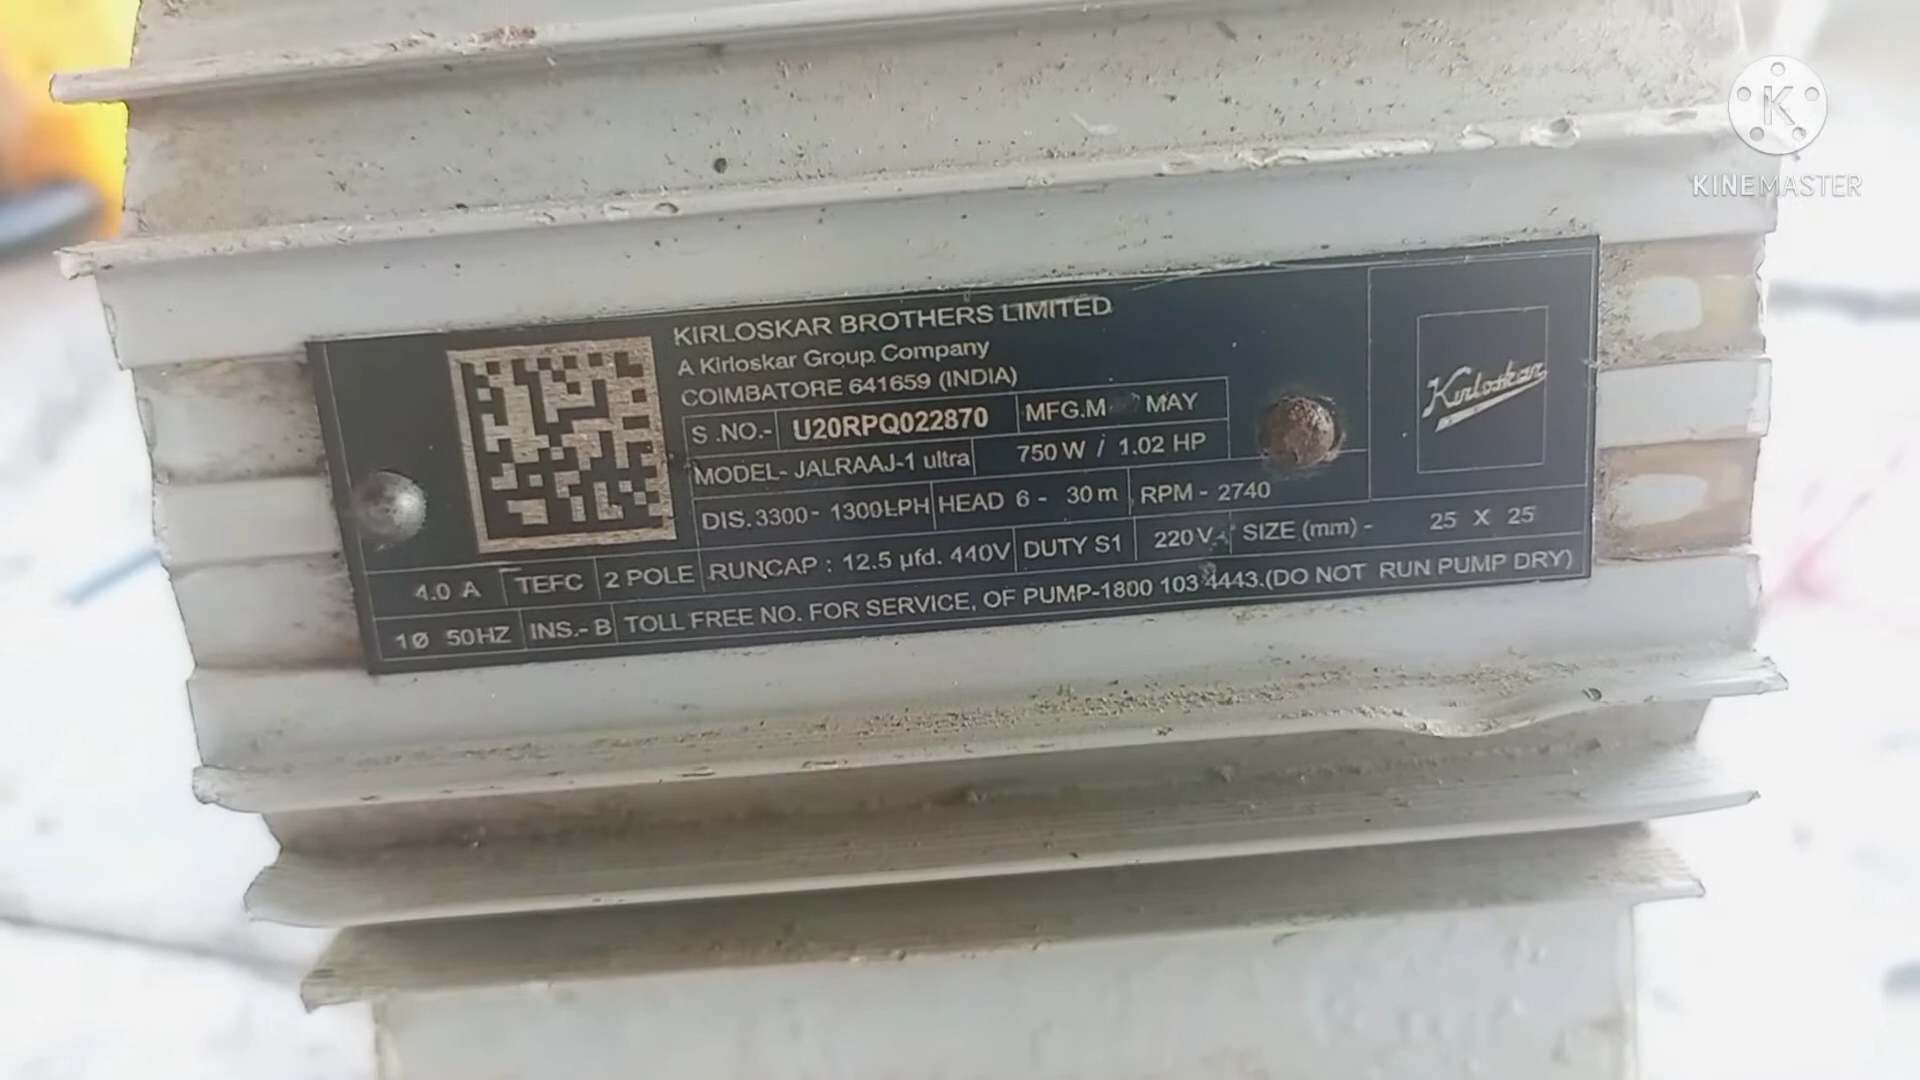 K
KINEMASTER
KIRLOSKAR BROTHERS LIMITED
A Kirloskar Group Company
COIMBATORE 641659 (INDIA)
S .NO.- U20RPQ022870 MFG.M MAY
MODEL- JALRAAJ-1 ultra 750 W / 1.02 HP
DIS. 3300 - 1300LPH HEAD 6 - 30 m RPM - 2740
Kirloskar
4.0 A TEFC 2 POLE RUNCAP : 12.5 µfd. 440V DUTY S1 220 V SIZE (mm) - 25 X 25
1Ø 50HZ INS.- B TOLL FREE NO. FOR SERVICE, OF PUMP-1800 103 4443.(DO NOT RUN PUMP DRY)